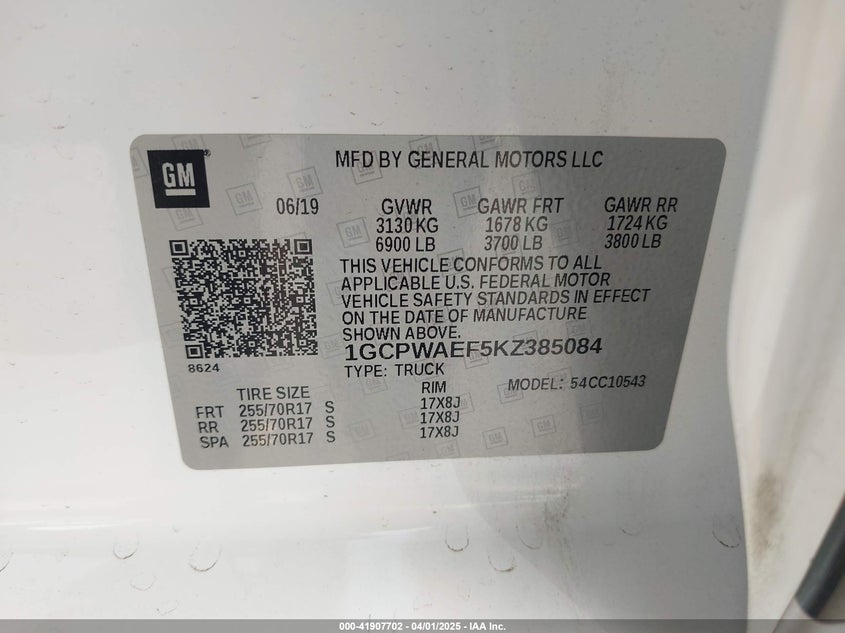 GM
MFD BY GENERAL MOTORS LLC
06/19 GVWR GAWR FRT GAWR RR
3130 KG 1678 KG 1724 KG
6900 LB 3700 LB 3800 LB
THIS VEHICLE CONFORMS TO ALL
APPLICABLE U.S. FEDERAL MOTOR
VEHICLE SAFETY STANDARDS IN EFFECT
ON THE DATE OF MANUFACTURE
SHOWN ABOVE.
8624
1GCPWAEF5KZ385084
TYPE: TRUCK MODEL: 54CC10543
TIRE SIZE RIM
FRT 255/70R17 S 17X8J
RR 255/70R17 S 17X8J
SPA 255/70R17 S 17X8J
000-41907702 - 04/01/2025 - IAA Inc.